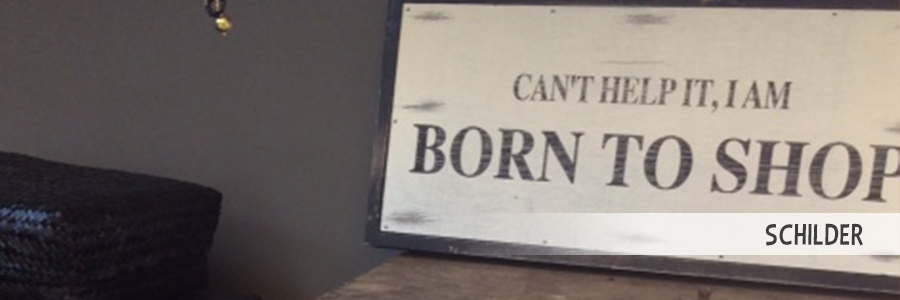 CAN'T HELP IT, I AM
BORN TO SHOP
SCHILDER